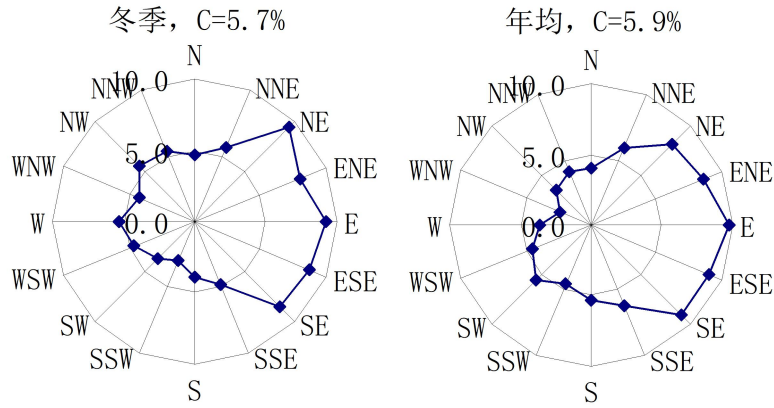 冬季，C=5.7%
N
NNE
NE
ENE
E
ESE
SE
SSE
S
SSW
SW
WSW
W
WNW
NW
NNW
10.0
5.0
0.0
年均，C=5.9%
N
NNE
NE
ENE
E
ESE
SE
SSE
S
SSW
SW
WSW
W
WNW
NW
NNW
10.0
5.0
0.0